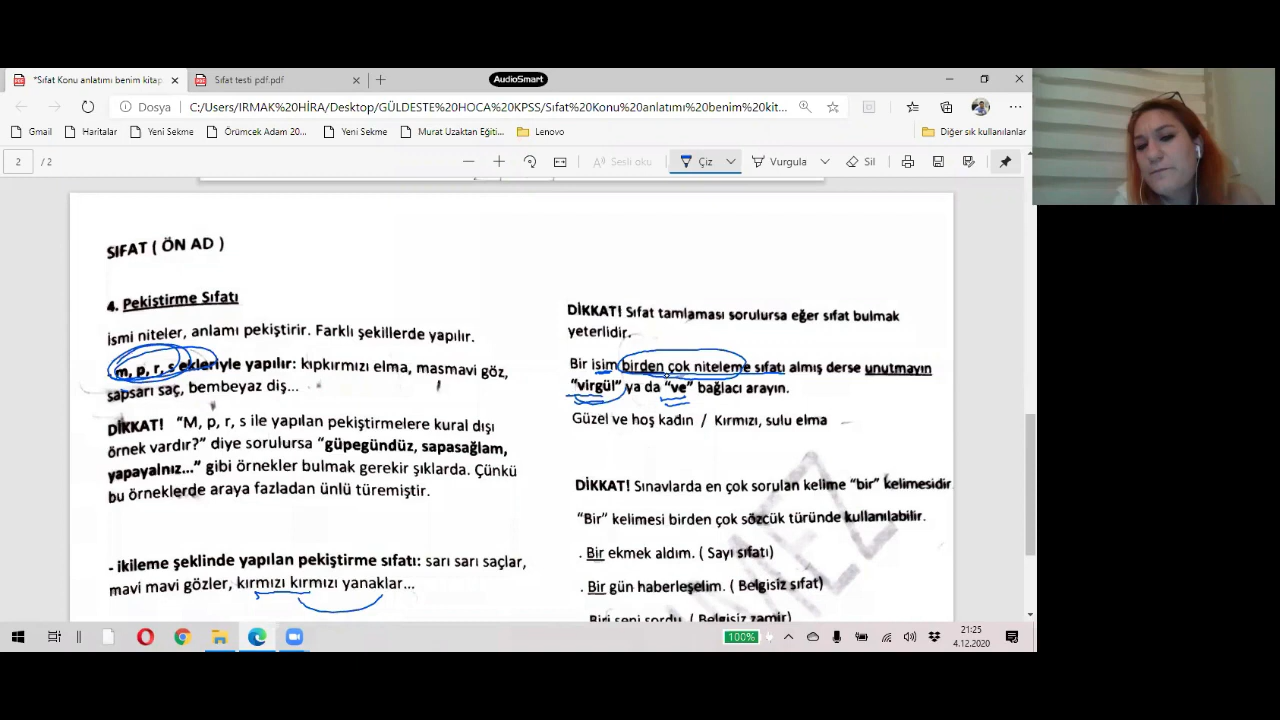 *Sıfat Konu anlatımı benim kitap
Sıfat testi pdf.pdf
AudioSmart
Dosya
C:/Users/IRMAK%20HİRA/Desktop/GÜLDESTE%20HOCA%20KPSS/Sıfat%20Konu%20anlatımı%20benim%20kit...
Gmail
Haritalar
Yeni Sekme
Örümcek Adam 20...
Yeni Sekme
Murat Uzaktan Eğiti...
Lenovo
Diğer sık kullanılanlar
2 / 2
Sesli oku
Çiz
Vurgula
Sil
SIFAT ( ÖN AD )
4. Pekiştirme Sıfatı
İsmi niteler, anlamı pekiştirir. Farklı şekillerde yapılır.
m, p, r, s ekleriyle yapılır: kıpkırmızı elma, masmavi göz,
sapsarı saç, bembeyaz diş...
DİKKAT! "M, p, r, s ile yapılan pekiştirmelere kural dışı
örnek vardır?" diye sorulursa "güpegündüz, sapasağlam,
yapayalnız..." gibi örnekler bulmak gerekir şıklarda. Çünkü
bu örneklerde araya fazladan ünlü türemiştir.
- ikileme şeklinde yapılan pekiştirme sıfatı: sarı sarı saçlar,
mavi mavi gözler, kırmızı kırmızı yanaklar...
DİKKAT! Sıfat tamlaması sorulursa eğer sıfat bulmak
yeterlidir.
Bir isim birden çok niteleme sıfatı almış derse unutmayın
"virgül" ya da "ve" bağlacı arayın.
Güzel ve hoş kadın / Kırmızı, sulu elma
DİKKAT! Sınavlarda en çok sorulan kelime "bir" kelimesidir.
"Bir" kelimesi birden çok sözcük türünde kullanılabilir.
. Bir ekmek aldım. ( Sayı sıfatı)
. Bir gün haberleşelim. ( Belgisiz sıfat)
Biri seni sordu. ( Belgisiz zamir)
100%
21:25
4.12.2020